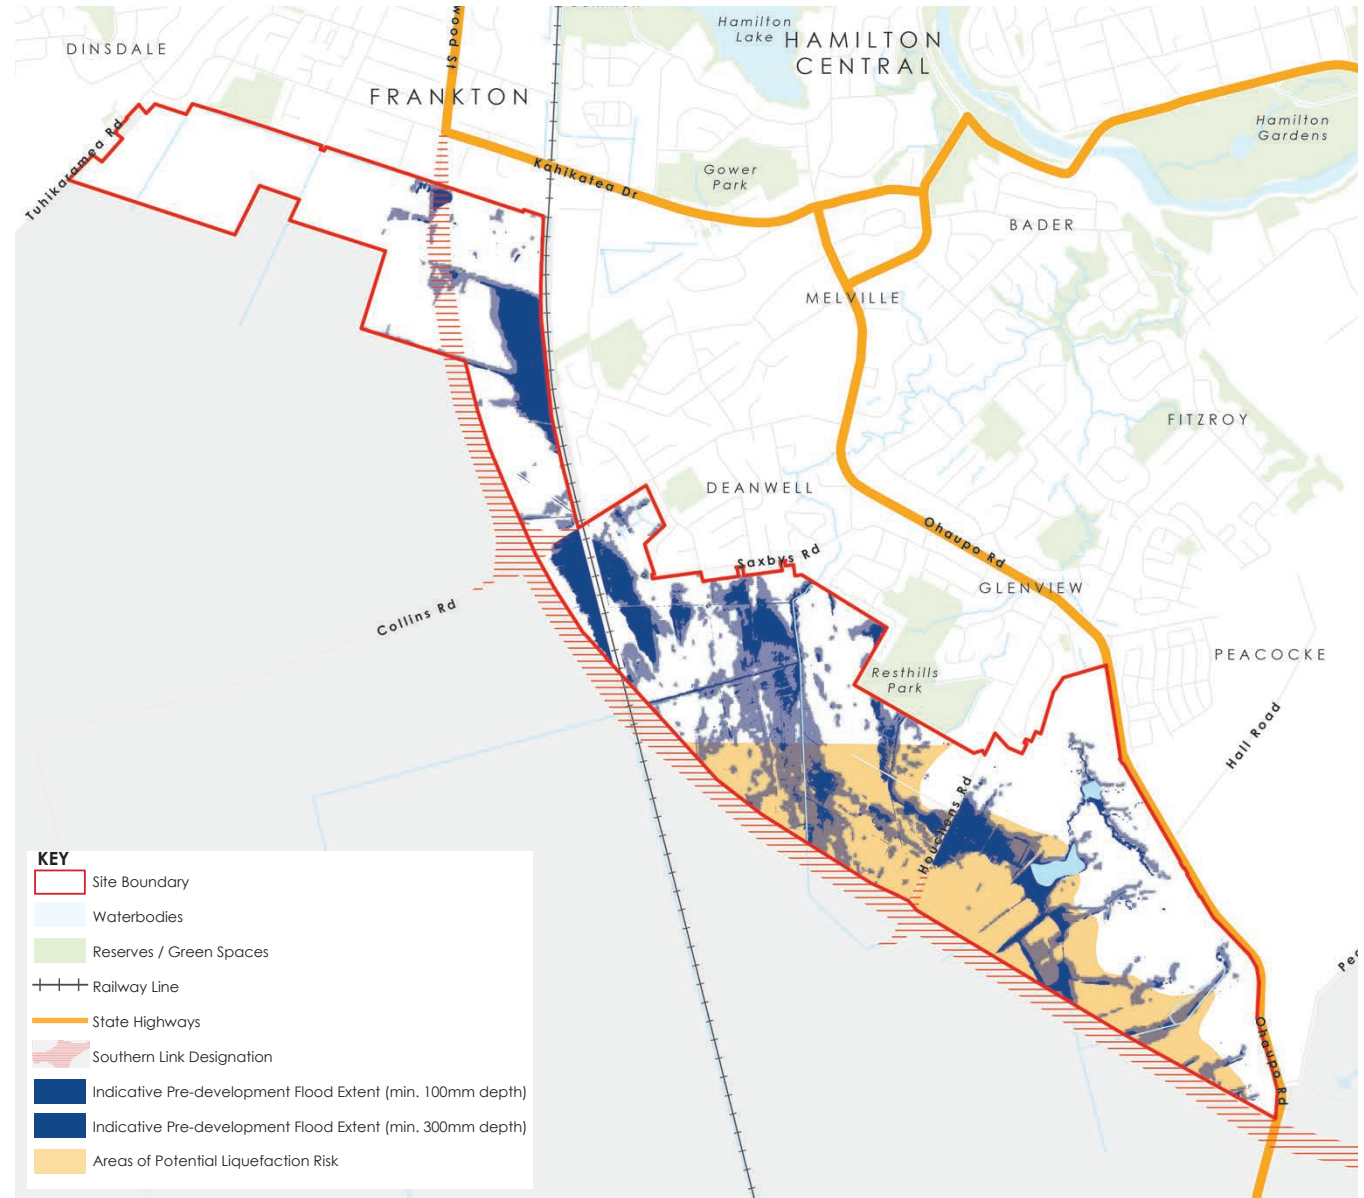 wood St
Hamilton
Lake
HAMILTON
CENTRAL
DINSDALE
FRANKTON
Hamilton
Gardens
Tuhikaramea Rd
Kahikatea Dr
Gower
Park
BADER
MELVILLE
FITZROY
DEANWELL
Ohaupo Rd
Saxbys Rd
GLENVIEW
Collins Rd
PEACOCKE
Resthills
Park
Hall Road
Houchens Rd
Pea
Ohaupo Rd
KEY
Site Boundary
Waterbodies
Reserves / Green Spaces
Railway Line
State Highways
Southern Link Designation
Indicative Pre-development Flood Extent (min. 100mm depth)
Indicative Pre-development Flood Extent (min. 300mm depth)
Areas of Potential Liquefaction Risk